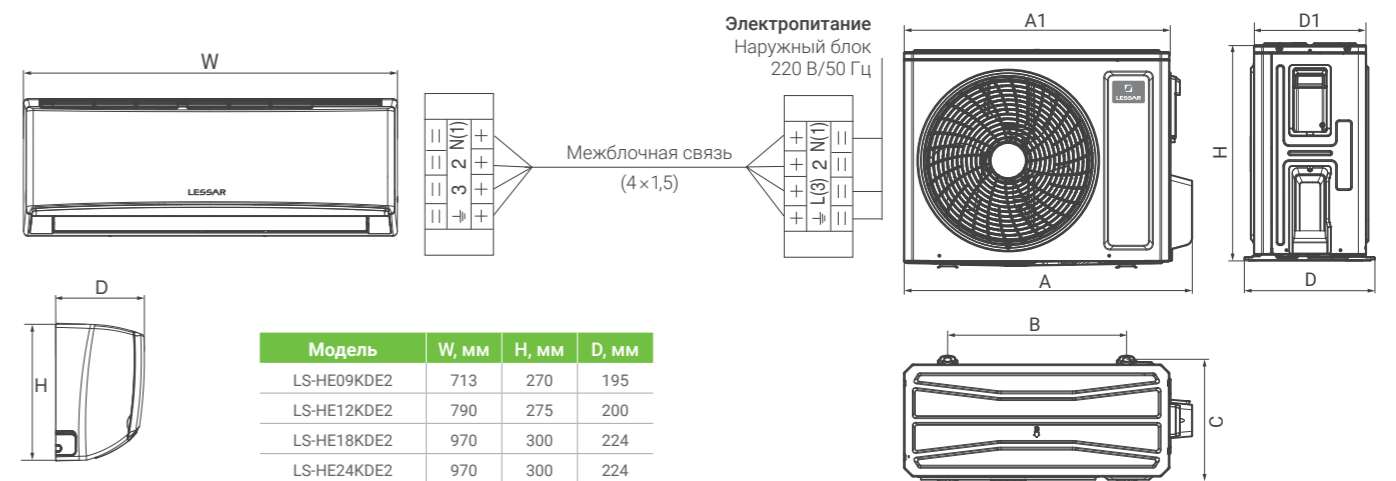 W
LESSAR
D
H
N(1)
2
3
Межблочная связь
(4×1,5)
Электропитание
Наружный блок
220 В/50 Гц
N(1)
2
L(3)
A1
LESSAR
A
D1
H
D
B
C
Модель W, мм H, мм D, мм
LS-HE09KDE2 713 270 195
LS-HE12KDE2 790 275 200
LS-HE18KDE2 970 300 224
LS-HE24KDE2 970 300 224